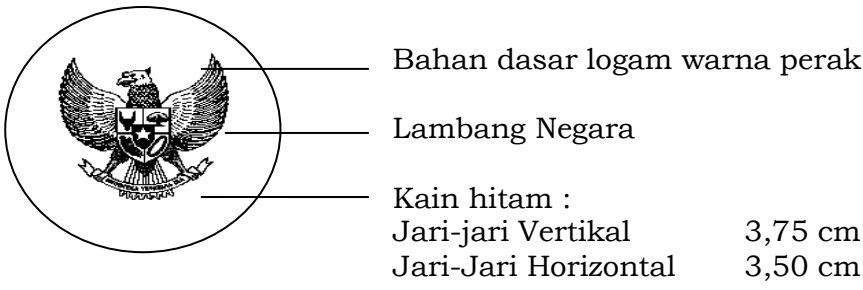 Bahan dasar logam warna perak
Lambang Negara
Kain hitam :
Jari-jari Vertikal 3,75 cm
Jari-Jari Horizontal 3,50 cm